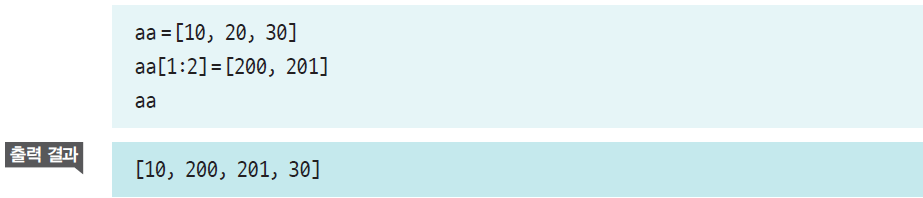 aa=[10, 20, 30]
aa[1:2]=[200, 201]
aa
출력 결과
[10, 200, 201, 30]